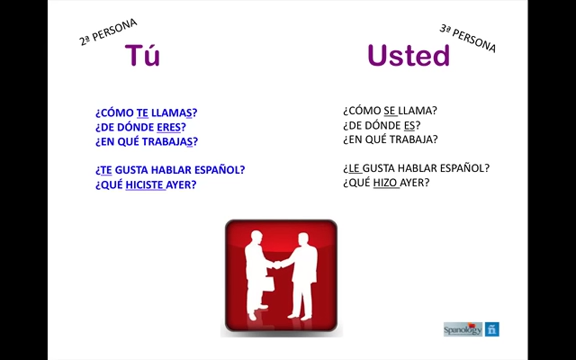 2ª PERSONA
Tú
¿CÓMO TE LLAMAS?
¿DE DÓNDE ERES?
¿EN QUÉ TRABAJAS?
¿TE GUSTA HABLAR ESPAÑOL?
¿QUÉ HICISTE AYER?
3ª PERSONA
Usted
¿CÓMO SE LLAMA?
¿DE DÓNDE ES?
¿EN QUÉ TRABAJA?
¿LE GUSTA HABLAR ESPAÑOL?
¿QUÉ HIZO AYER?
Spanology
ñ